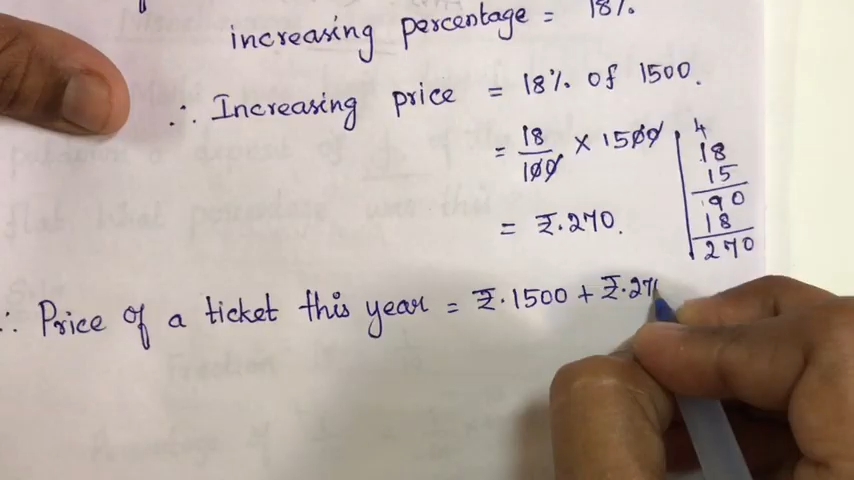 increasing percentage = 18%.
∴ Increasing price = 18% of 1500.
= 18/100 × 1500
= ₹.270.
4
18
15
190
18
270
∴ Price of a ticket this year = ₹.1500 + ₹.27